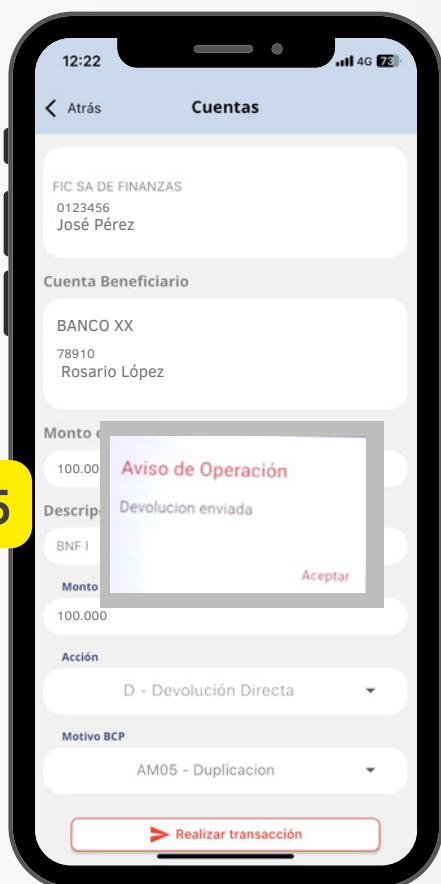 12:22
4G 73
Atrás
Cuentas
FIC SA DE FINANZAS
0123456
José Pérez
Cuenta Beneficiario
BANCO XX
78910
Rosario López
Monto
100.00
Aviso de Operación
Devolucion enviada
Aceptar
5
Descrip
BNF
Monto
100.000
Acción
D - Devolución Directa
Motivo BCP
AM05 - Duplicacion
Realizar transacción